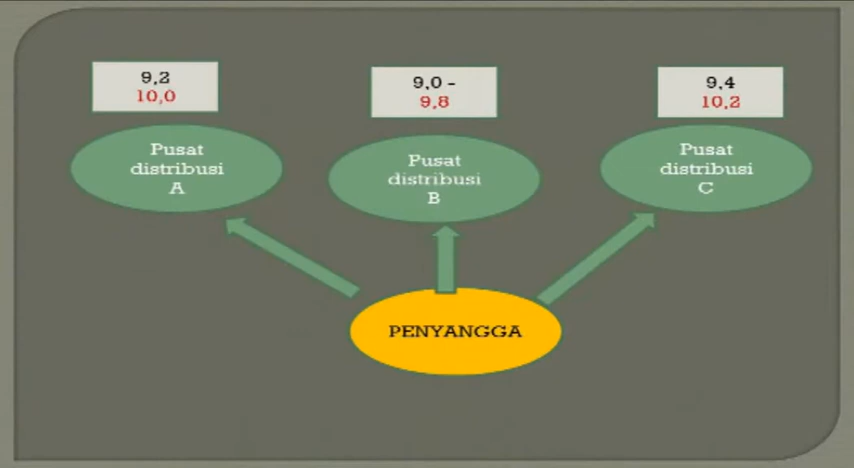 9,2
10,0
9,0 -
9,8
9,4
10,2
Pusat
distribusi
A
Pusat
distribusi
B
Pusat
distribusi
C
PENYANGGA